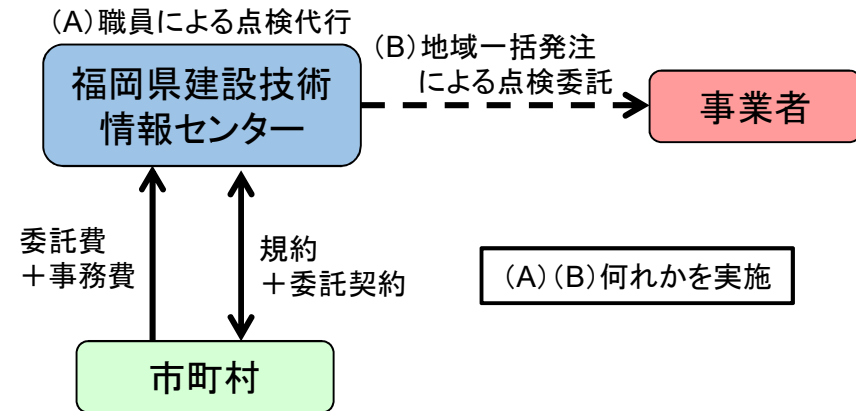 (A)職員による点検代行
福岡県建設技術
情報センター
(B)地域一括発注
による点検委託
事業者
委託費
＋事務費
規約
＋委託契約
(A)(B)何れかを実施
市町村